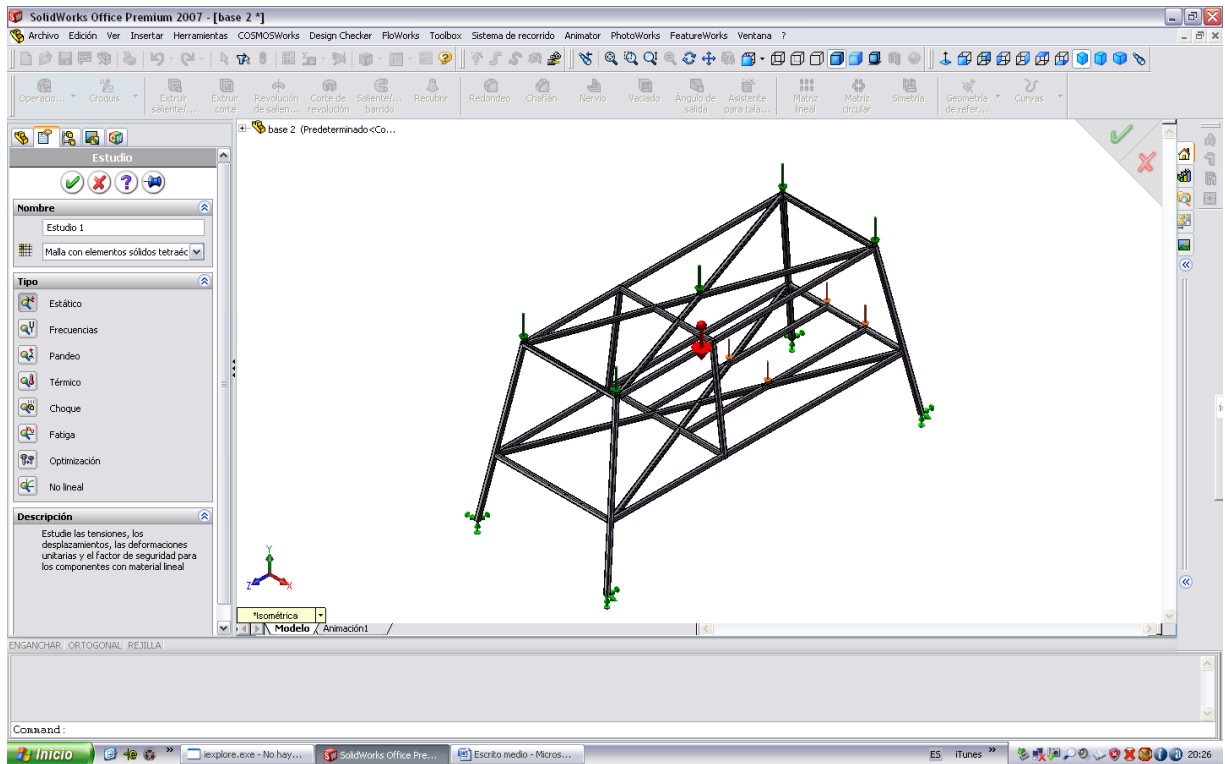 SolidWorks Office Premium 2007 - [base 2 *]
Archivo Edición Ver Insertar Herramientas COSMOSWorks Design Checker FloWorks Toolbox Sistema de recorrido Animator PhotoWorks FeatureWorks Ventana ?
Operacio... Croquis Extruir saliente/... Extruir corte Revolución de salien... Corte de revolución Saliente/... barrido Recubrir Redondeo Chaflán Nervio Vaciado Ángulo de salida Asistente para tala... Matriz lineal Matriz circular Simetría Geometría de refer... Curvas
base 2 (Predeterminado<Co...
Estudio
Nombre
Estudio 1
Malla con elementos sólidos tetraéc
Tipo
Estático
Frecuencias
Pandeo
Térmico
Choque
Fatiga
Optimización
No lineal
Descripción
Estudie las tensiones, los
desplazamientos, las deformaciones
unitarias y el factor de seguridad para
los componentes con material lineal
Y
Z
X
*Isométrica
Modelo Animación1
ENGANCHAR ORTOGONAL REJILLA
Command:
Inicio iexplore.exe - No hay... SolidWorks Office Pre... Escrito medio - Micros... ES iTunes 20:26